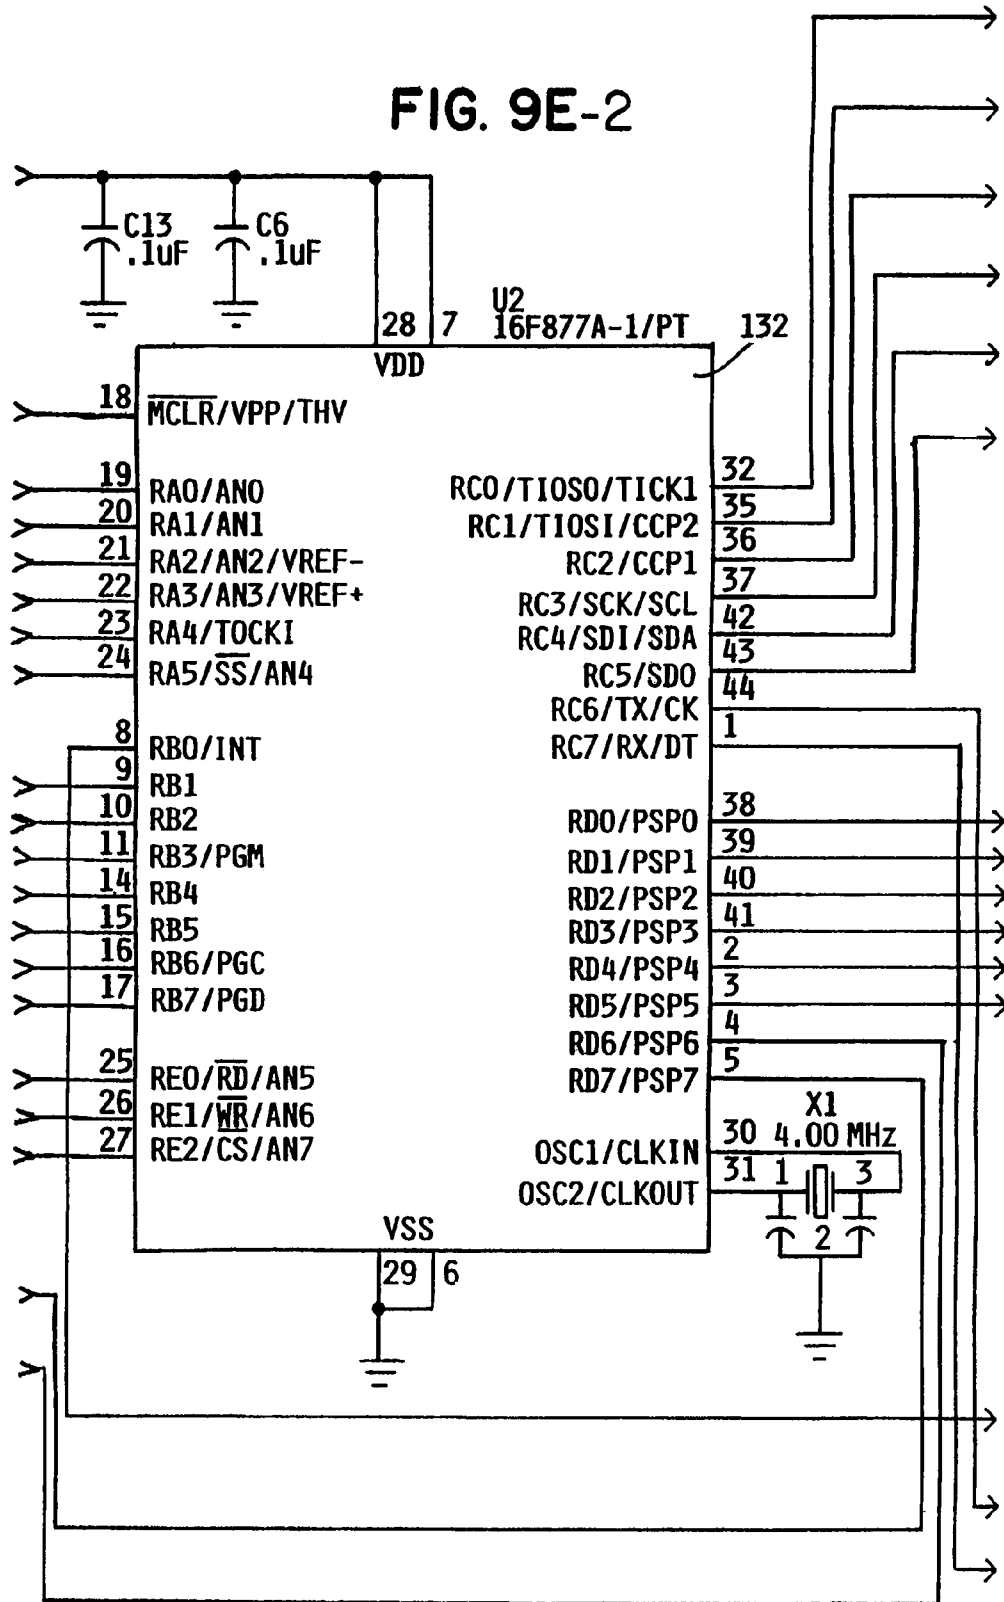 FIG. 9E-2
C13
.1uF
C6
.1uF
U2
16F877A-1/PT
132
28 7
VDD
18 MCLR/VPP/THV
19 RA0/AN0
20 RA1/AN1
21 RA2/AN2/VREF-
22 RA3/AN3/VREF+
23 RA4/TOCKI
24 RA5/SS/AN4
8 RB0/INT
9 RB1
10 RB2
11 RB3/PGM
14 RB4
15 RB5
16 RB6/PGC
17 RB7/PGD
25 RE0/RD/AN5
26 RE1/WR/AN6
27 RE2/CS/AN7
RC0/TIOSO/TICK1 32
RC1/TIOSI/CCP2 35
RC2/CCP1 36
RC3/SCK/SCL 37
RC4/SDI/SDA 42
RC5/SDO 43
RC6/TX/CK 44
RC7/RX/DT 1
RD0/PSP0 38
RD1/PSP1 39
RD2/PSP2 40
RD3/PSP3 41
RD4/PSP4 2
RD5/PSP5 3
RD6/PSP6 4
RD7/PSP7 5
X1
4.00 MHz
OSC1/CLKIN 30
OSC2/CLKOUT 31
1 3
2
VSS
29 6